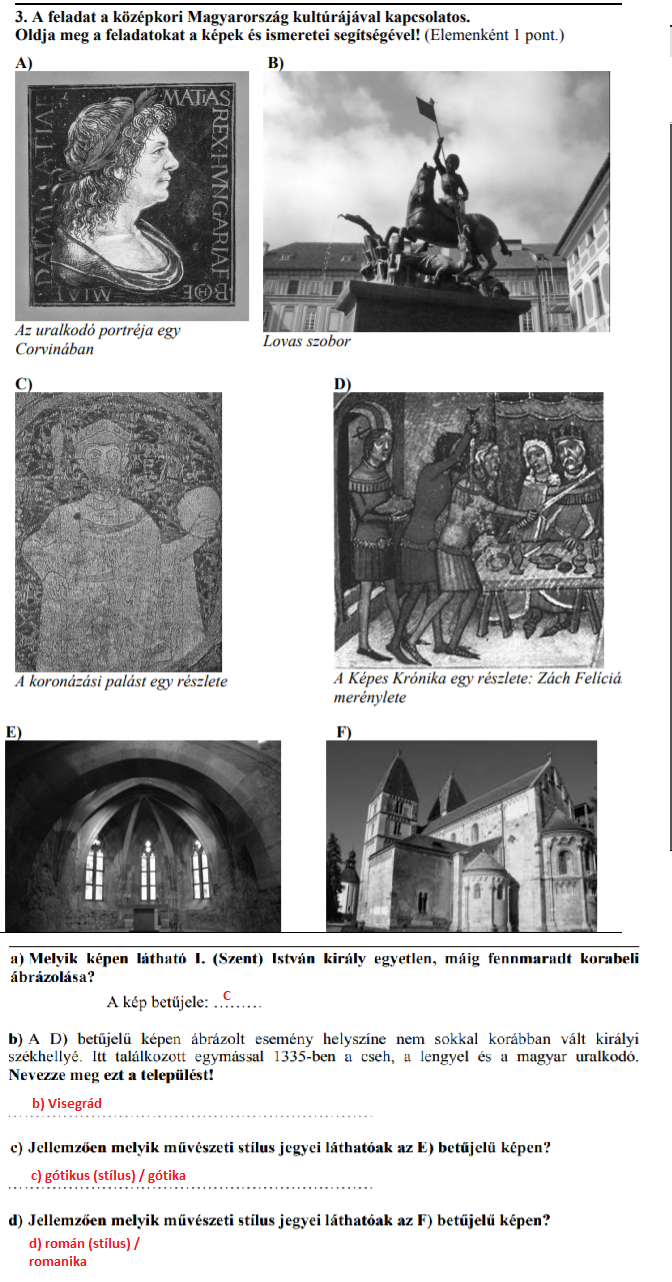 3. A feladat a középkori Magyarország kultúrájával kapcsolatos.
Oldja meg a feladatokat a képek és ismeretei segítségével! (Elemenként 1 pont.)
A)
B)
MATIAS REX HVNGARIAE
BOE
MIAE
DALMACIAE
Az uralkodó portréja egy
Corvinában
Lovas szobor
C)
D)
A koronázási palást egy részlete
A Képes Krónika egy részlete: Zách Feliciá
merénylete
E)
F)
a) Melyik képen látható I. (Szent) István király egyetlen, máig fennmaradt korabeli
ábrázolása?
A kép betűjele: ...C......
b) A D) betűjelű képen ábrázolt esemény helyszíne nem sokkal korábban vált királyi
székhellyé. Itt találkozott egymással 1335-ben a cseh, a lengyel és a magyar uralkodó.
Nevezze meg ezt a települést!
b) Visegrád
c) Jellemzően melyik művészeti stílus jegyei láthatóak az E) betűjelű képen?
c) gótikus (stílus) / gótika
d) Jellemzően melyik művészeti stílus jegyei láthatóak az F) betűjelű képen?
d) román (stílus) /
romanika